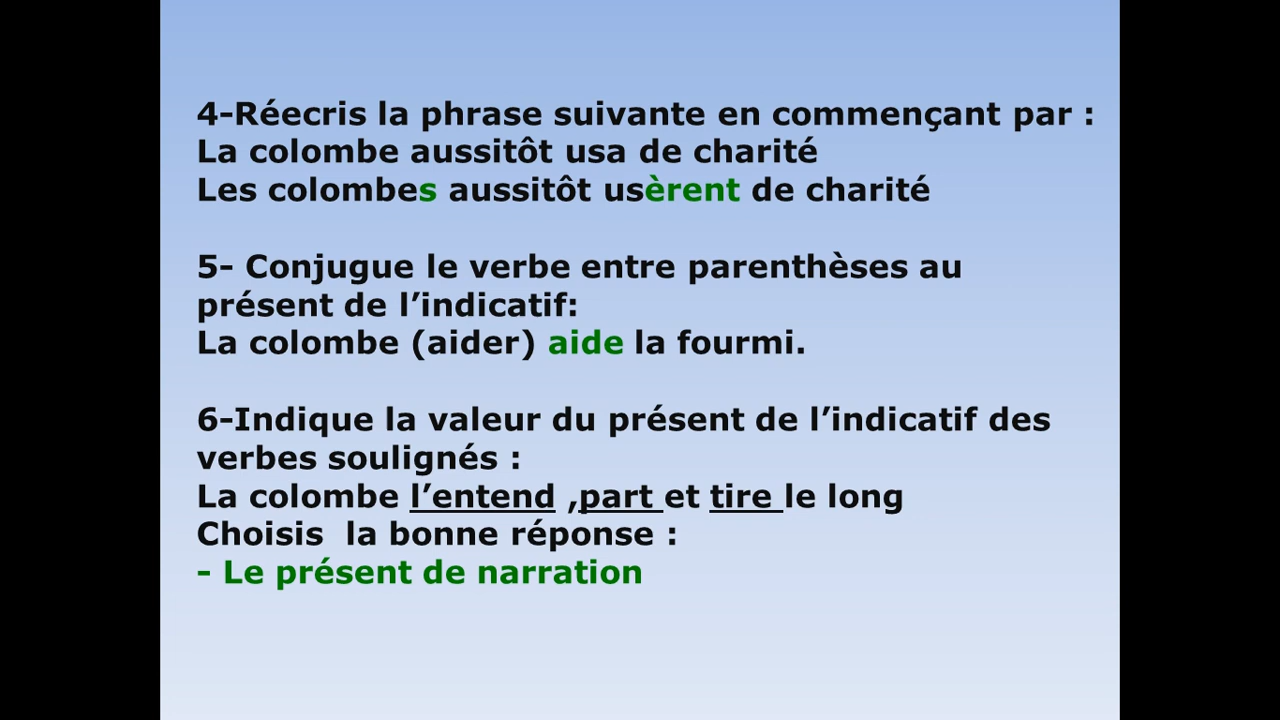 4-Réecris la phrase suivante en commençant par :
La colombe aussitôt usa de charité
Les colombes aussitôt usèrent de charité
5- Conjugue le verbe entre parenthèses au
présent de l’indicatif:
La colombe (aider) aide la fourmi.
6-Indique la valeur du présent de l’indicatif des
verbes soulignés :
La colombe l’entend ,part et tire le long
Choisis la bonne réponse :
- Le présent de narration